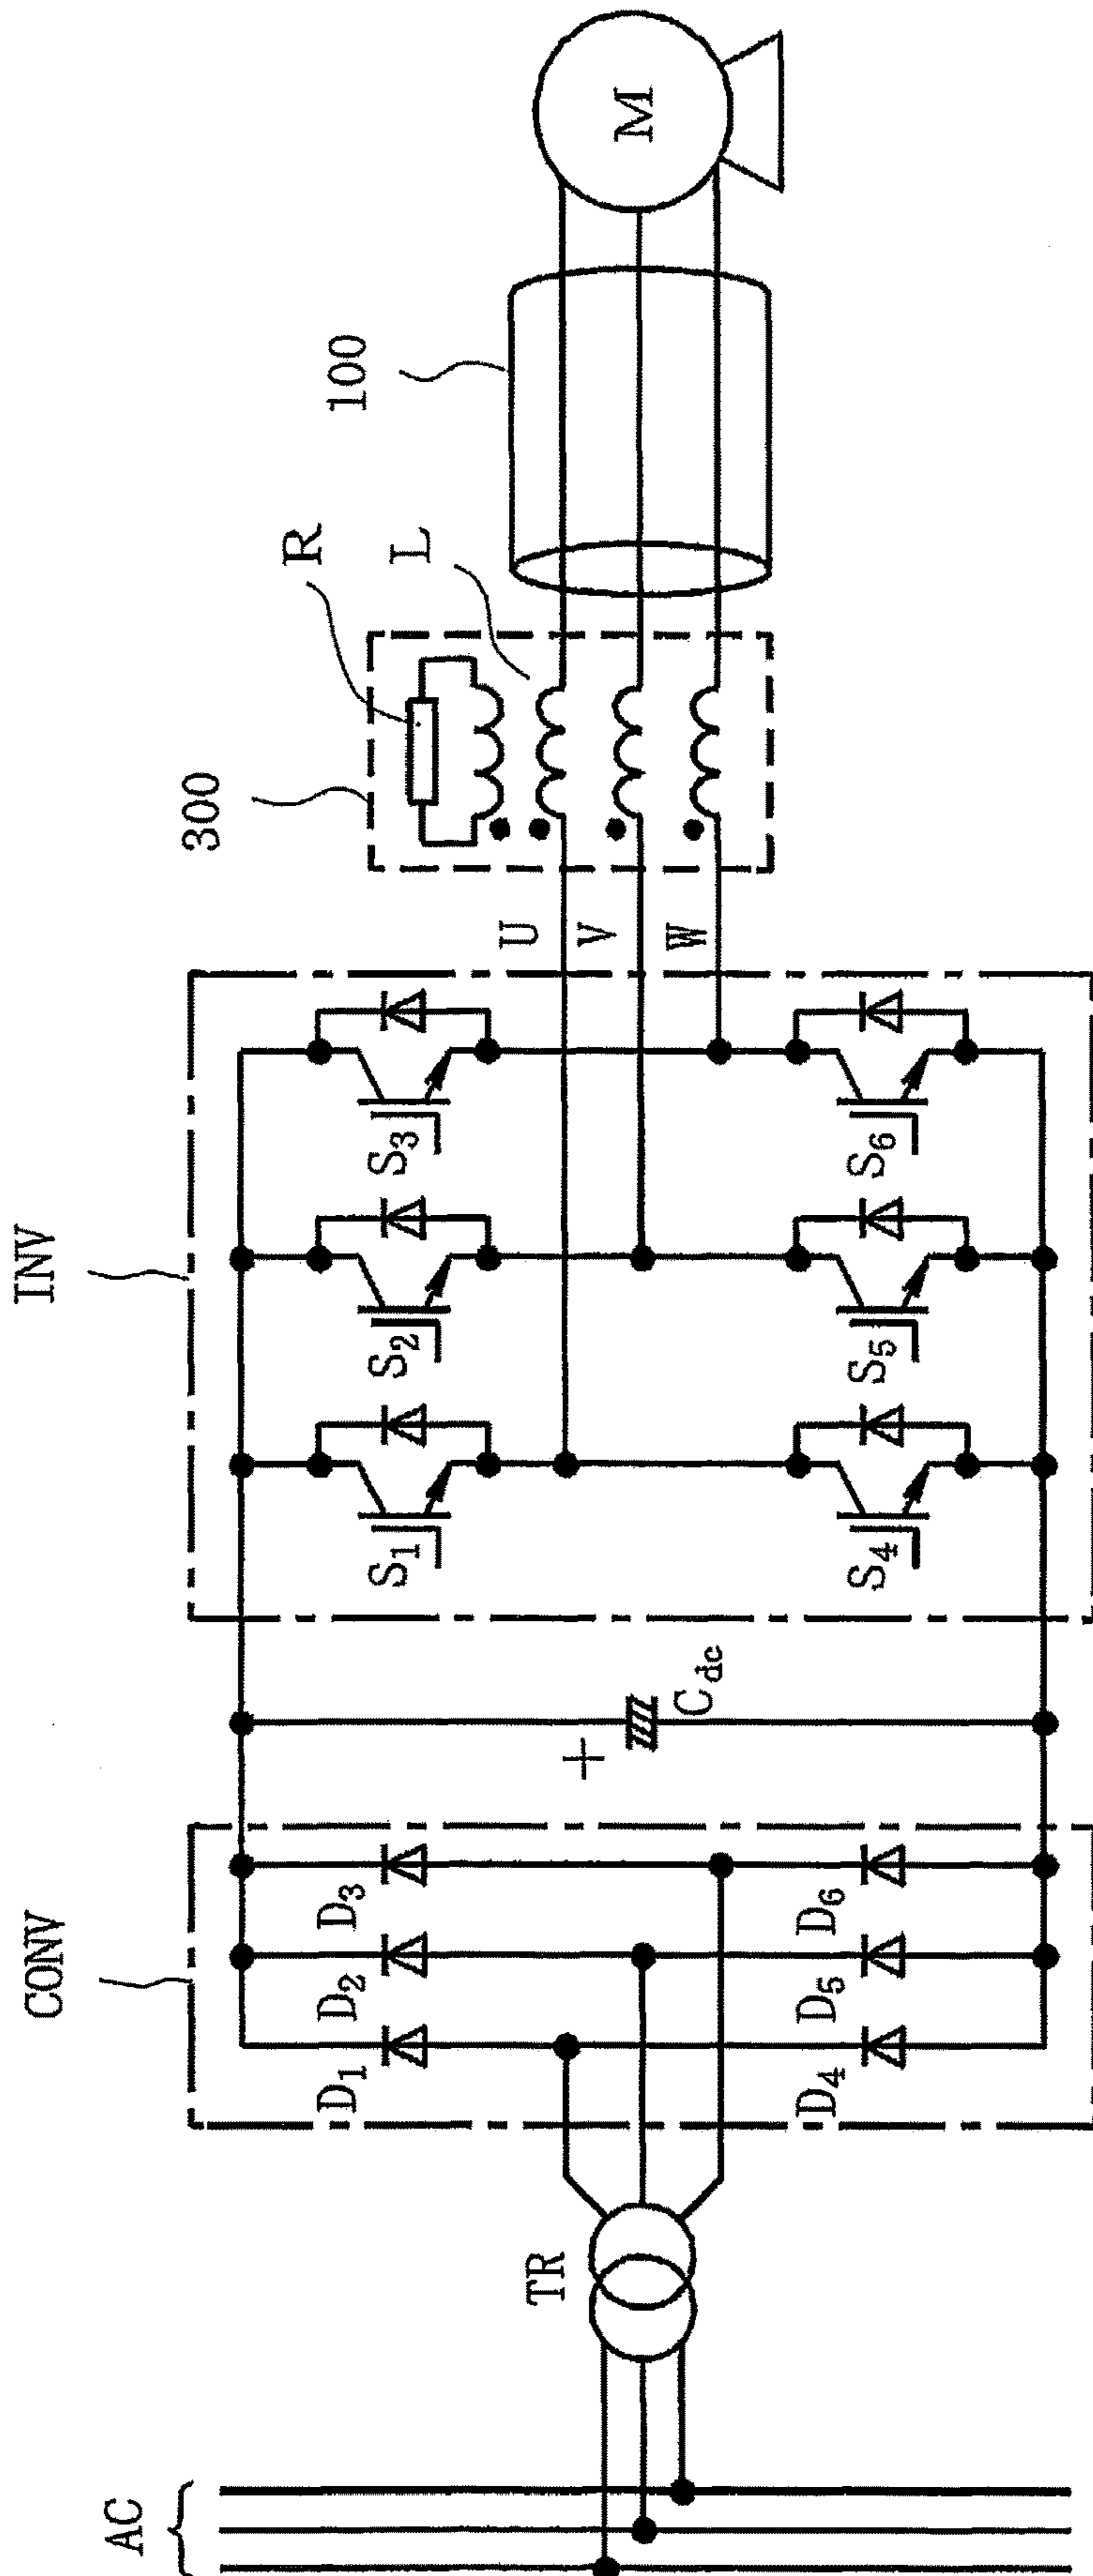 AC
TR
CONV
D1
D2
D3
D4
D5
D6
+
Cdc
INV
S1
S2
S3
S4
S5
S6
U
V
W
300
R
L
100
M